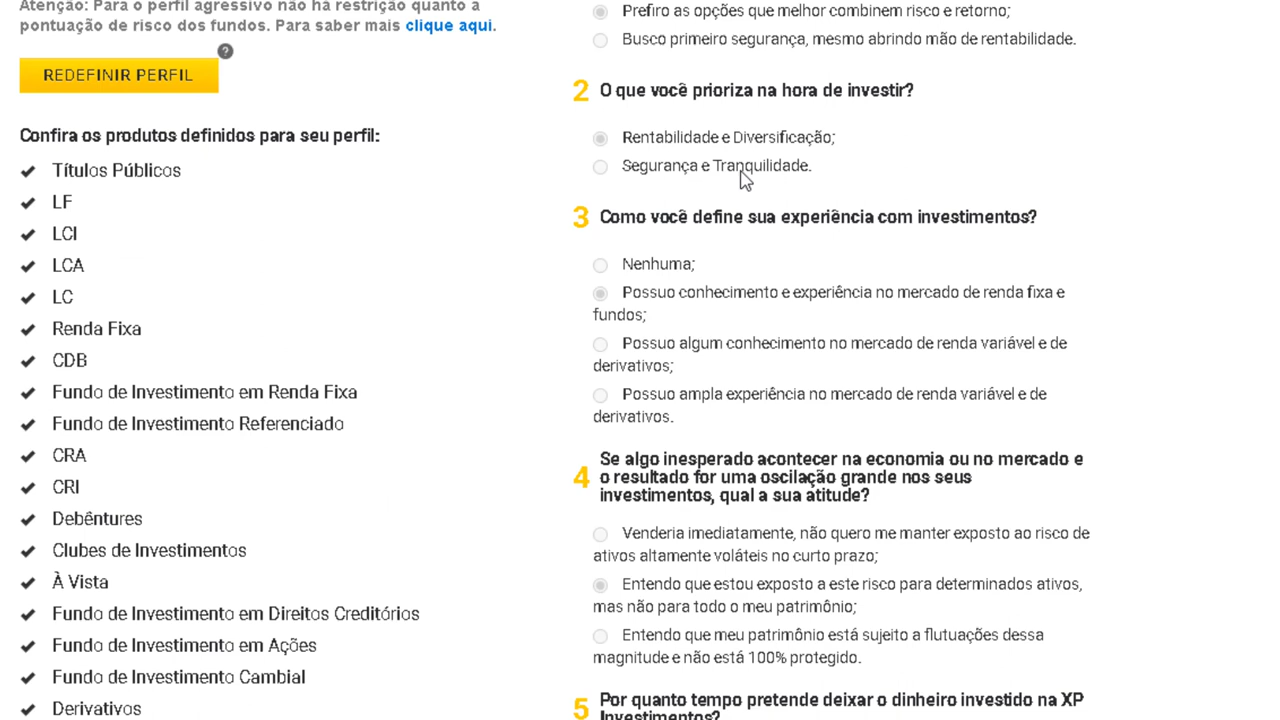 Atenção: Para o perfil agressivo não há restrição quanto a
pontuação de risco dos fundos. Para saber mais clique aqui.
?
REDEFINIR PERFIL
Confira os produtos definidos para seu perfil:
Títulos Públicos
LF
LCI
LCA
LC
Renda Fixa
CDB
Fundo de Investimento em Renda Fixa
Fundo de Investimento Referenciado
CRA
CRI
Debêntures
Clubes de Investimentos
À Vista
Fundo de Investimento em Direitos Creditórios
Fundo de Investimento em Ações
Fundo de Investimento Cambial
Derivativos
Prefiro as opções que melhor combinem risco e retorno;
Busco primeiro segurança, mesmo abrindo mão de rentabilidade.
2 O que você prioriza na hora de investir?
Rentabilidade e Diversificação;
Segurança e Tranquilidade.
3 Como você define sua experiência com investimentos?
Nenhuma;
Possuo conhecimento e experiência no mercado de renda fixa e
fundos;
Possuo algum conhecimento no mercado de renda variável e de
derivativos;
Possuo ampla experiência no mercado de renda variável e de
derivativos.
4 Se algo inesperado acontecer na economia ou no mercado e
o resultado for uma oscilação grande nos seus
investimentos, qual a sua atitude?
Venderia imediatamente, não quero me manter exposto ao risco de
ativos altamente voláteis no curto prazo;
Entendo que estou exposto a este risco para determinados ativos,
mas não para todo o meu patrimônio;
Entendo que meu patrimônio está sujeito a flutuações dessa
magnitude e não está 100% protegido.
5 Por quanto tempo pretende deixar o dinheiro investido na XP
Investimentos?